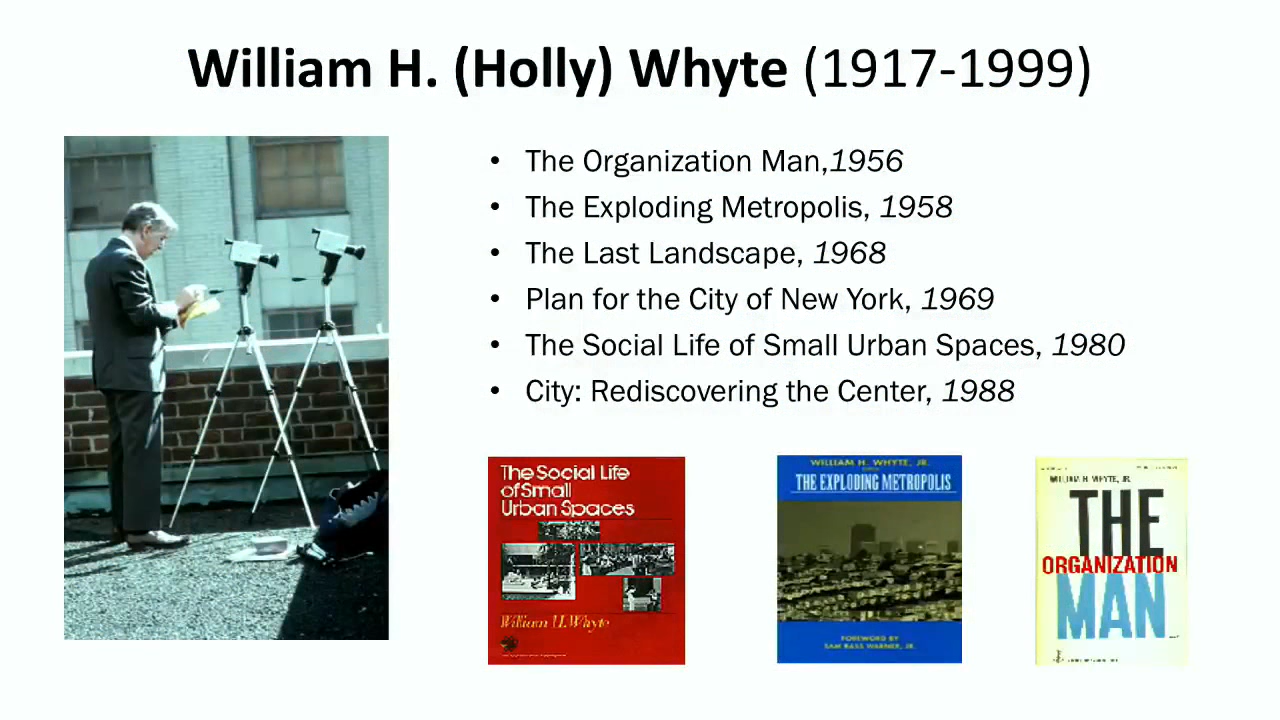 William H. (Holly) Whyte (1917-1999)
• The Organization Man,1956
• The Exploding Metropolis, 1958
• The Last Landscape, 1968
• Plan for the City of New York, 1969
• The Social Life of Small Urban Spaces, 1980
• City: Rediscovering the Center, 1988
The Social Life
of Small
Urban Spaces
William H. Whyte
WILLIAM H. WHYTE, JR.
THE EXPLODING METROPOLIS
FOREWORD BY
SAM BASS WARNER, JR.
WILLIAM H. WHYTE, JR.
THE
ORGANIZATION
MAN